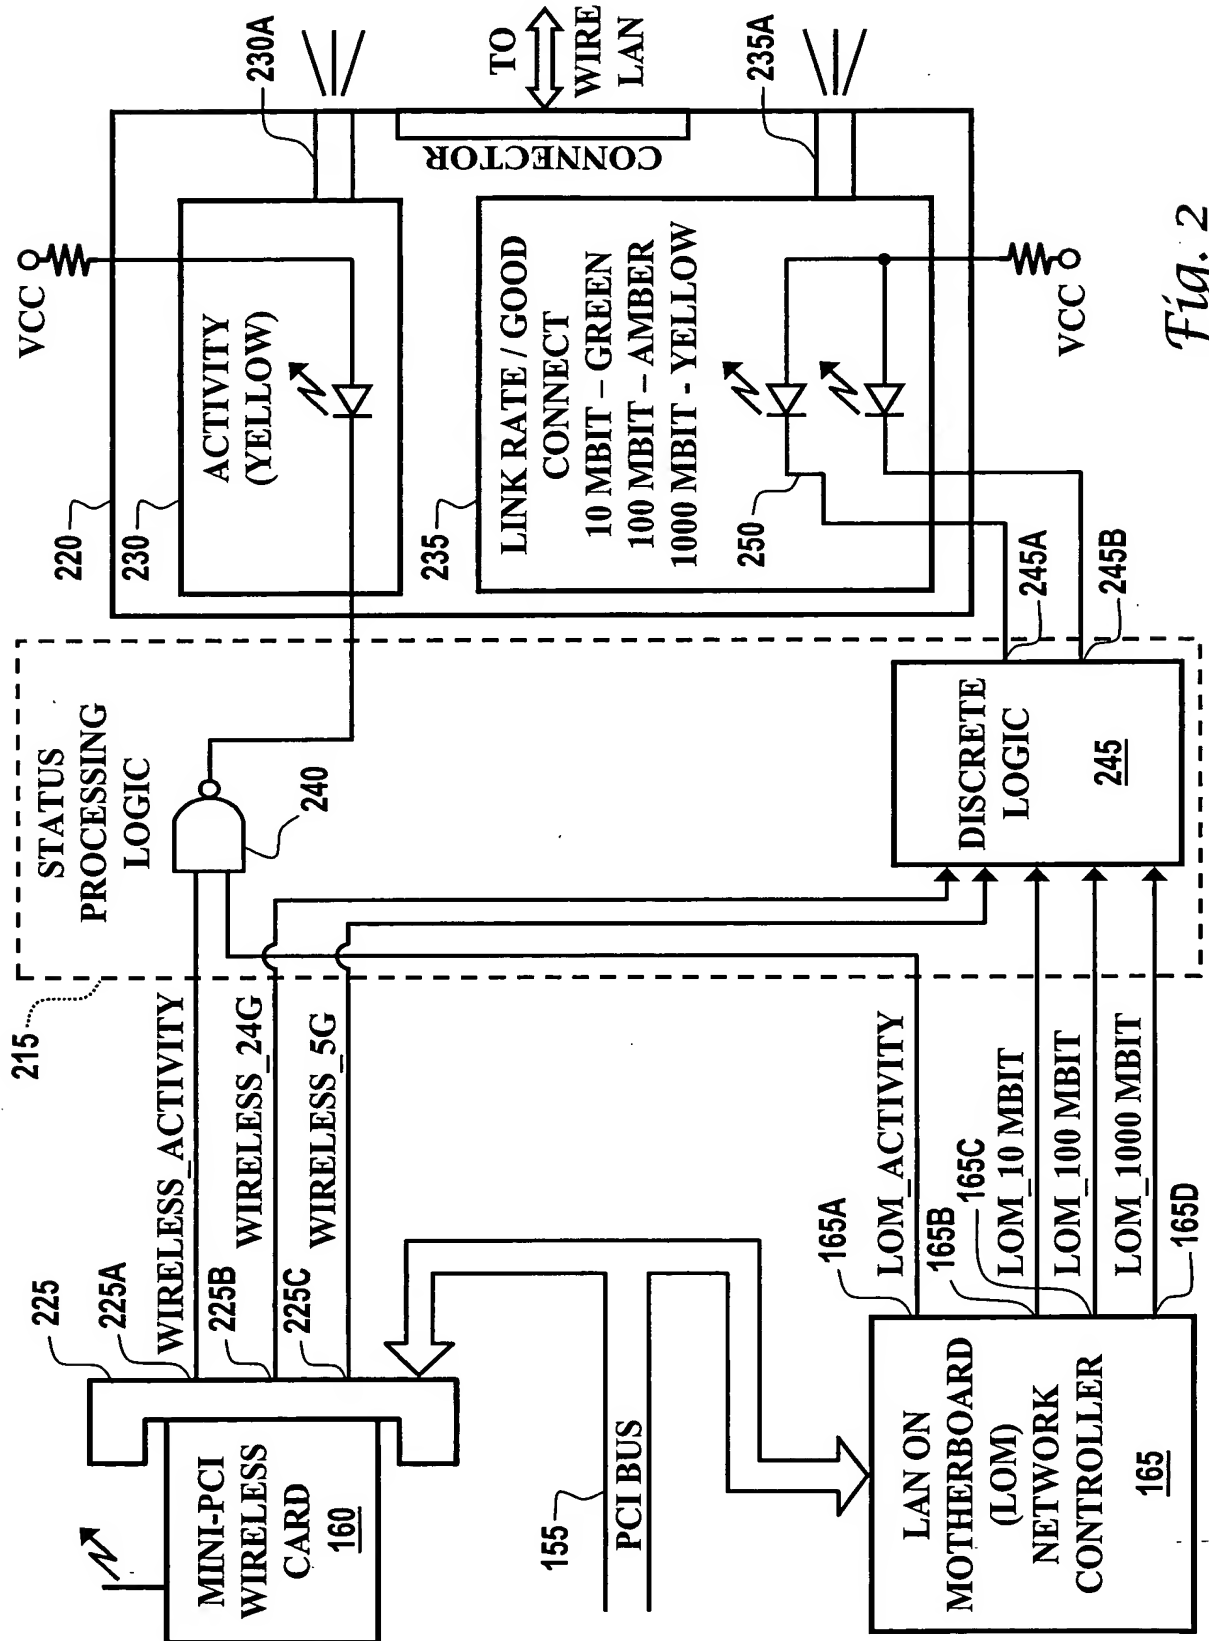 215
STATUS
PROCESSING
LOGIC
220
230
VCC
ACTIVITY
(YELLOW)
230A
TO
WIRE
LAN
CONNECTOR
235A
235
LINK RATE / GOOD
CONNECT
10 MBIT – GREEN
100 MBIT – AMBER
1000 MBIT - YELLOW
250
VCC
245A
245B
240
DISCRETE
LOGIC
245
225
225A
WIRELESS_ACTIVITY
225B
WIRELESS_24G
225C
WIRELESS_5G
MINI-PCI
WIRELESS
CARD
160
155
PCI BUS
165A
LOM_ACTIVITY
165B
LOM_10 MBIT
165C
LOM_100 MBIT
LOM_1000 MBIT
165D
LAN ON
MOTHERBOARD
(LOM)
NETWORK
CONTROLLER
165
Fig. 2